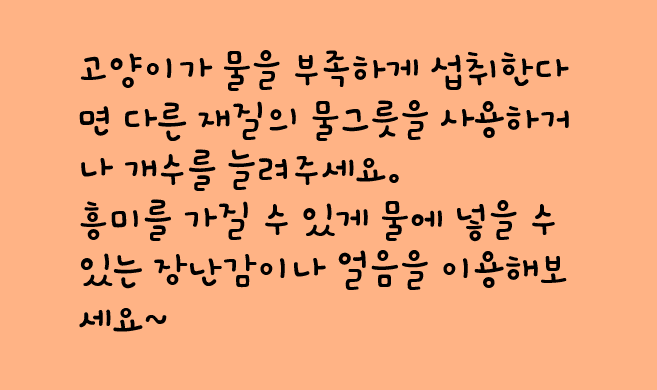 고양이가 물을 부족하게 섭취한다
면 다른 재질의 물그릇을 사용하거
나 개수를 늘려주세요。
흥미를 가질 수 있게 물에 넣을 수
있는 장난감이나 얼음을 이용해보
세요~